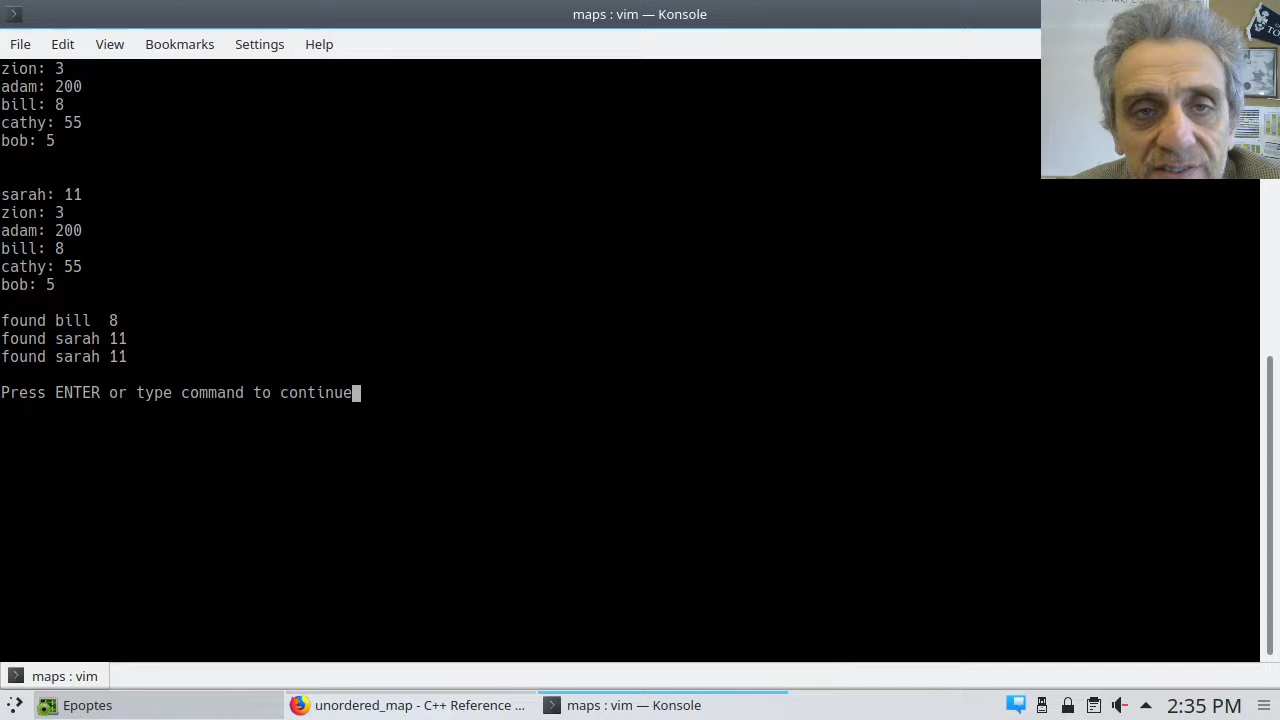 maps : vim — Konsole
File Edit View Bookmarks Settings Help
zion: 3
adam: 200
bill: 8
cathy: 55
bob: 5
sarah: 11
zion: 3
adam: 200
bill: 8
cathy: 55
bob: 5
found bill  8
found sarah 11
found sarah 11
Press ENTER or type command to continue
maps : vim
Epoptes
unordered_map - C++ Reference ...
maps : vim — Konsole
2:35 PM